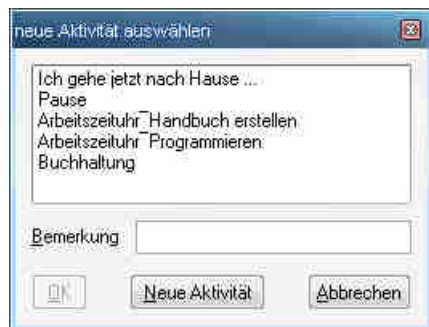 neue Aktivität auswählen
Ich gehe jetzt nach Hause ...
Pause
Arbeitszeituhr¯Handbuch erstellen
Arbeitszeituhr¯Programmieren
Buchhaltung
Bemerkung
OK Neue Aktivität Abbrechen